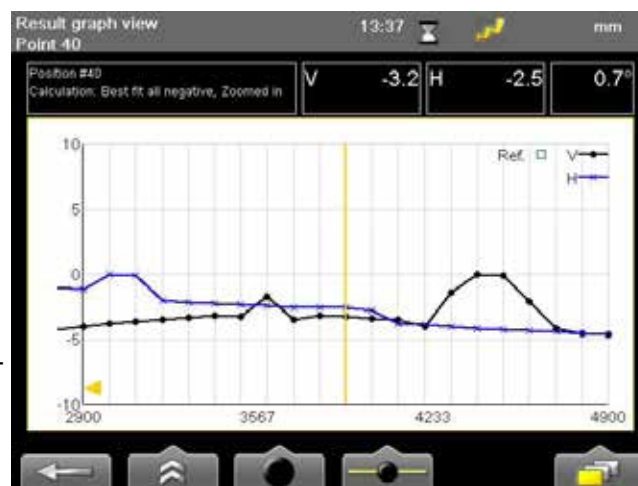 Result graph view 13:37 mm
Point 40
Position #40
Calculation: Best fit all negative, Zoomed in
V -3.2 H -2.5 0.7°
Ref. V
H
10
5
0
-5
-10
2900 3567 4233 4900